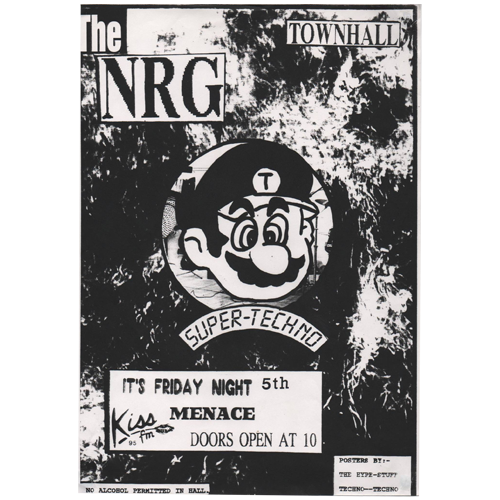 The
NRG
TOWNHALL
T
SUPER-TECHNO
IT'S FRIDAY NIGHT 5th
Kiss
95 fm
MENACE
DOORS OPEN AT 10
POSTERS BY:-
THE HYPE-STUFF
TECHNO--TECHNO
NO ALCOHOL PERMITTED IN HALL.